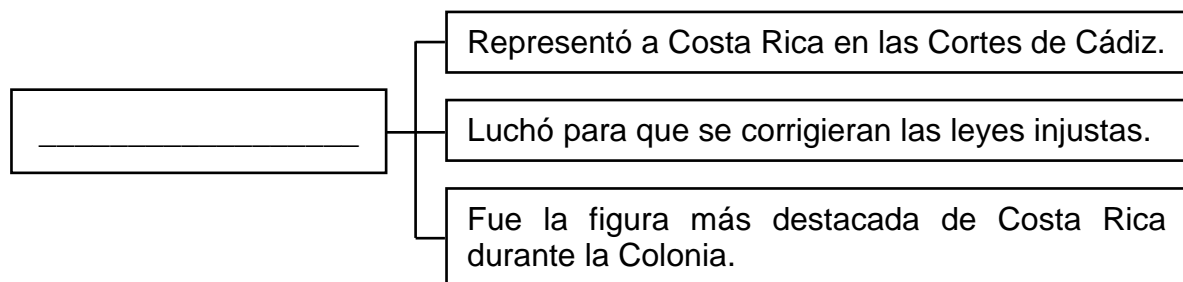 Representó a Costa Rica en las Cortes de Cádiz.
____________________
Luchó para que se corrigieran las leyes injustas.
Fue la figura más destacada de Costa Rica
durante la Colonia.